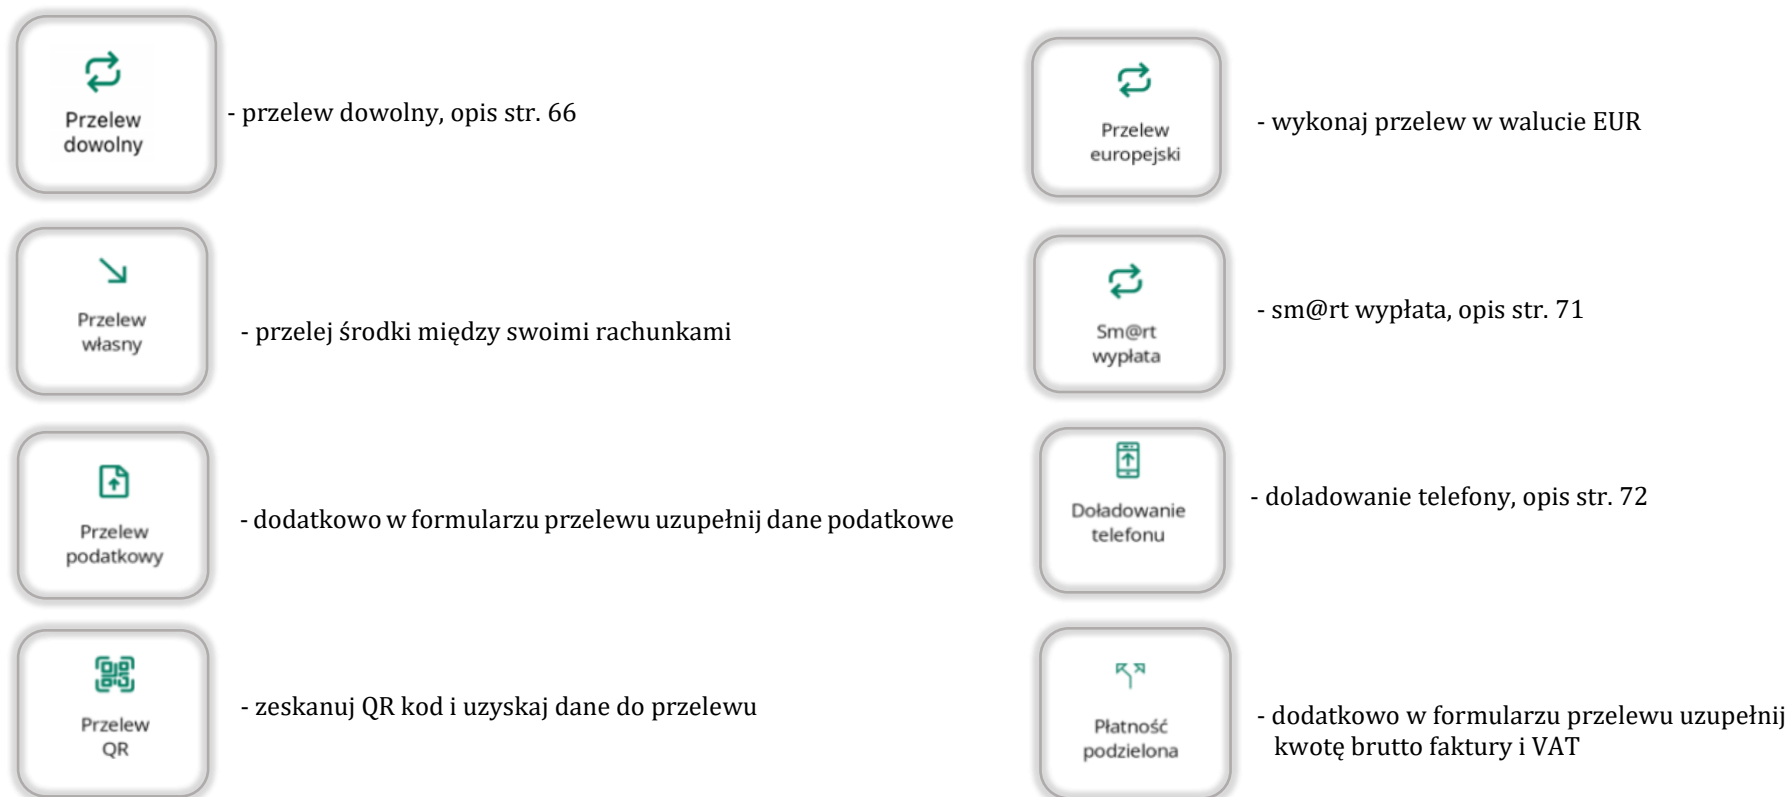 Przelew
dowolny
- przelew dowolny, opis str. 66
Przelew
europejski
- wykonaj przelew w walucie EUR
Przelew
własny
- przelej środki między swoimi rachunkami
Sm@rt
wypłata
- sm@rt wypłata, opis str. 71
Przelew
podatkowy
- dodatkowo w formularzu przelewu uzupełnij dane podatkowe
Doładowanie
telefonu
- doladowanie telefony, opis str. 72
Przelew
QR
- zeskanuj QR kod i uzyskaj dane do przelewu
Płatność
podzielona
- dodatkowo w formularzu przelewu uzupełnij
kwotę brutto faktury i VAT